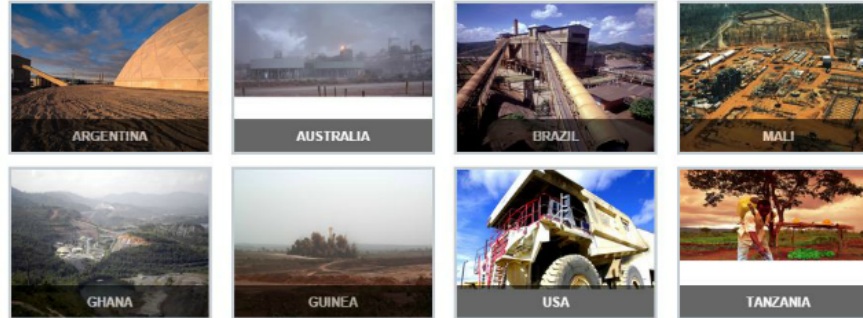 ARGENTINA
AUSTRALIA
BRAZIL
MALI
GHANA
GUINEA
USA
TANZANIA